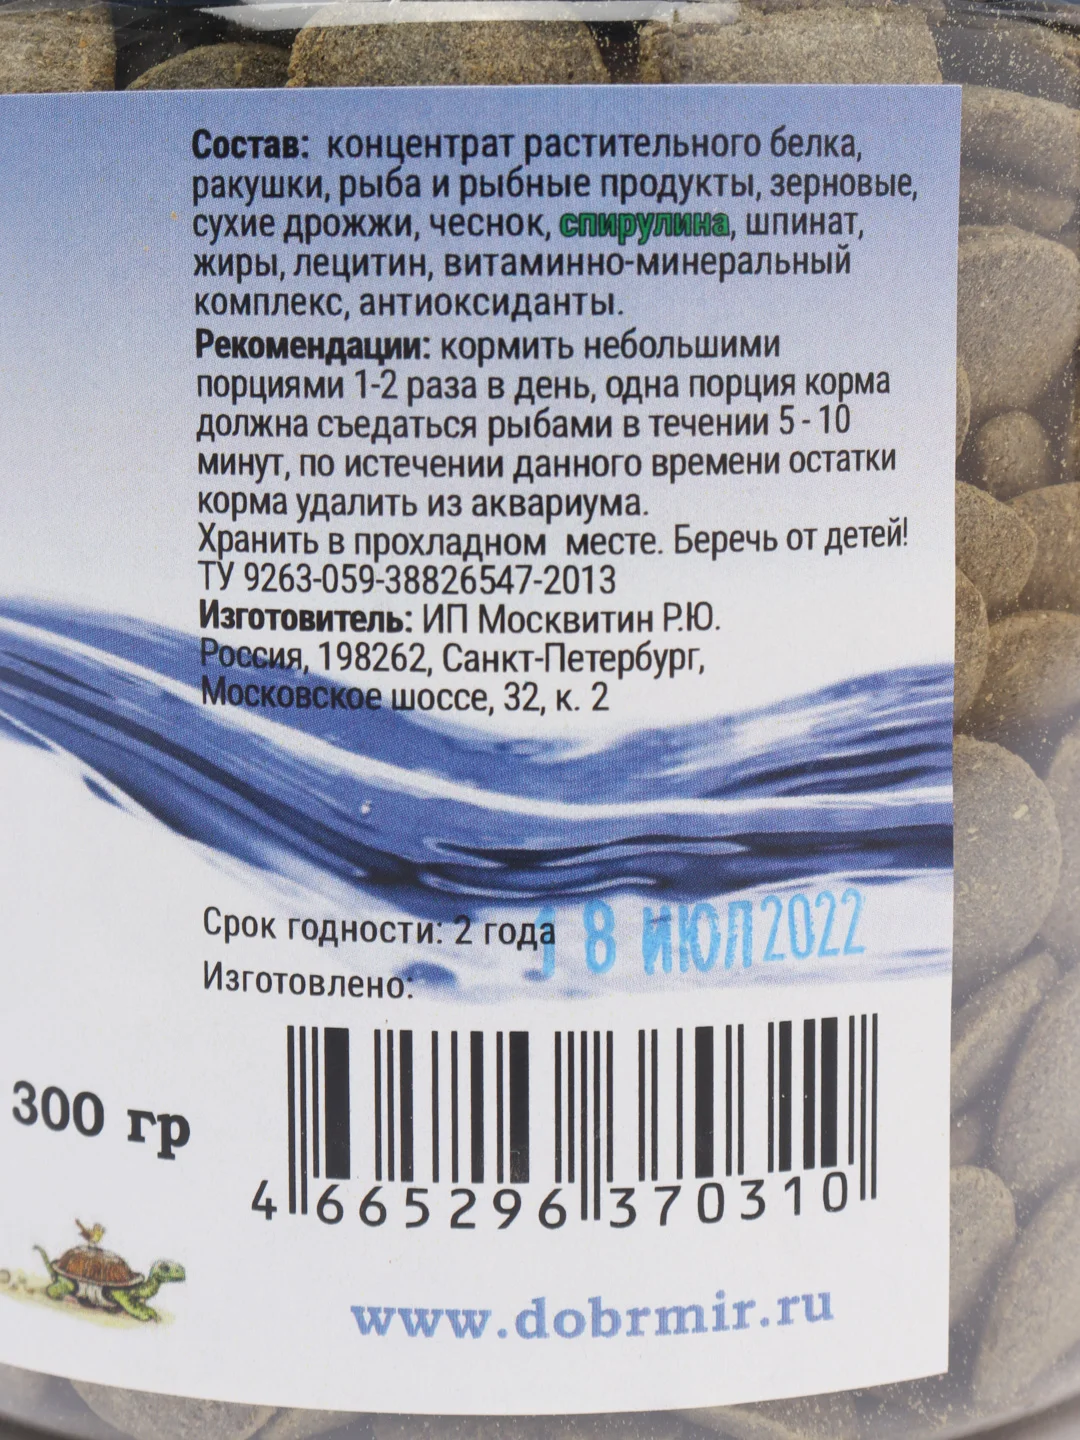 Состав: концентрат растительного белка,
ракушки, рыба и рыбные продукты, зерновые,
сухие дрожжи, чеснок, спирулина, шпинат,
жиры, лецитин, витаминно-минеральный
комплекс, антиоксиданты.
Рекомендации: кормить небольшими
порциями 1-2 раза в день, одна порция корма
должна съедаться рыбами в течении 5 - 10
минут, по истечении данного времени остатки
корма удалить из аквариума.
Хранить в прохладном месте. Беречь от детей!
ТУ 9263-059-38826547-2013
Изготовитель: ИП Москвитин Р.Ю.
Россия, 198262, Санкт-Петербург,
Московское шоссе, 32, к. 2
Срок годности: 2 года
18 ИЮЛ 2022
Изготовлено:
300 гр
4 665296 370310
www.dobrmir.ru